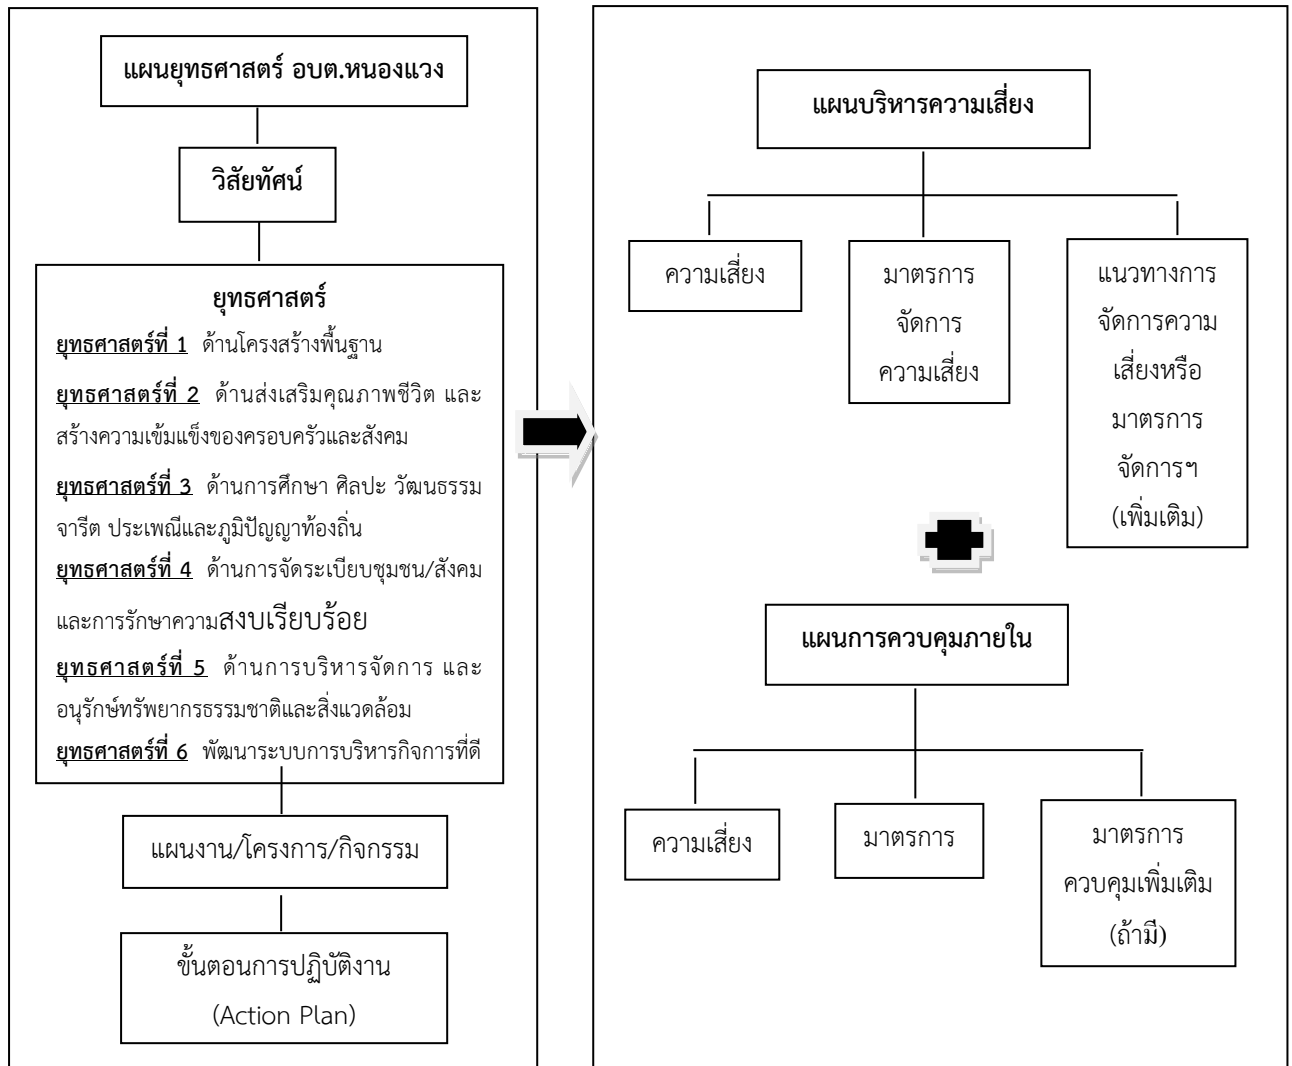 แผนยุทธศาสตร์ อบต.หนองแวง
วิสัยทัศน์
ยุทธศาสตร์
ยุทธศาสตร์ที่ 1 ด้านโครงสร้างพื้นฐาน
ยุทธศาสตร์ที่ 2 ด้านส่งเสริมคุณภาพชีวิต และ
สร้างความเข้มแข็งของครอบครัวและสังคม
ยุทธศาสตร์ที่ 3 ด้านการศึกษา ศิลปะ วัฒนธรรม
จารีต ประเพณีและภูมิปัญญาท้องถิ่น
ยุทธศาสตร์ที่ 4 ด้านการจัดระเบียบชุมชน/สังคม
และการรักษาความสงบเรียบร้อย
ยุทธศาสตร์ที่ 5 ด้านการบริหารจัดการ และ
อนุรักษ์ทรัพยากรธรรมชาติและสิ่งแวดล้อม
ยุทธศาสตร์ที่ 6 พัฒนาระบบการบริหารกิจการที่ดี
แผนงาน/โครงการ/กิจกรรม
ขั้นตอนการปฏิบัติงาน
(Action Plan)
แผนบริหารความเสี่ยง
ความเสี่ยง
มาตรการ
จัดการ
ความเสี่ยง
แนวทางการ
จัดการความ
เสี่ยงหรือ
มาตรการ
จัดการฯ
(เพิ่มเติม)
แผนการควบคุมภายใน
ความเสี่ยง
มาตรการ
มาตรการ
ควบคุมเพิ่มเติม
(ถ้ามี)